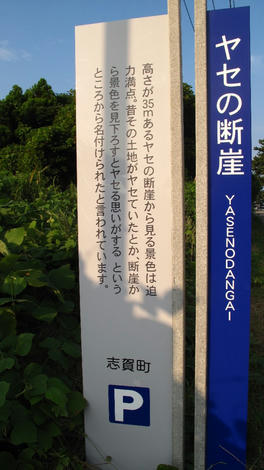 ヤセの断崖
YASENODANGAI
高さが35mあるヤセの断崖から見る景色は迫
力満点。昔その土地がヤセていたとか、断崖か
ら景色を見下ろすとヤセる思いがする という
ところから名付けられたと言われています。
志賀町
P